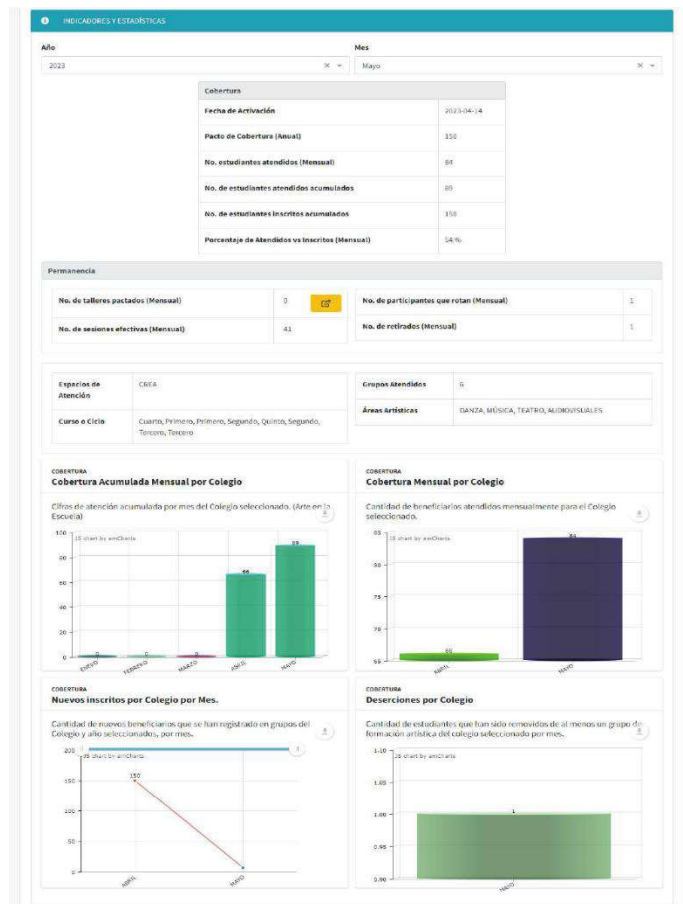 INDICADORES Y ESTADÍSTICAS
Año
Mes
2023
Mayo
Cobertura
Fecha de Activación 2023-04-14
Pacto de Cobertura (Anual) 150
No. estudiantes atendidos (Mensual) 84
No. de estudiantes atendidos acumulados 89
No. de estudiantes inscritos acumulados
Porcentaje de Atendidos vs Inscritos (Mensual)
Permanencia
No. de talleres pactados (Mensual) 0
No. de participantes que rotan (Mensual) 1
No. de sesiones efectivas (Mensual) 41
No. de retirados (Mensual) 1
Espacios de
Atención
CREA
Grupos Atendidos 6
Curso o Ciclo
Cuarto, Primero, Primero, Segundo, Quinto, Segundo,
Tercero, Tercero
Áreas Artísticas DANZA, MÚSICA, TEATRO, AUDIOVISUALES
COBERTURA
Cobertura Acumulada Mensual por Colegio
Cifras de atención acumulada por mes del Colegio seleccionado. (Arte en la
Escuela)
JS chart by amCharts
100
80
60
40
20
0
0
0
0
66
89
ENERO
FEBRERO
MARZO
ABRIL
MAYO
COBERTURA
Cobertura Mensual por Colegio
Cantidad de beneficiarios atendidos mensualmente para el Colegio
seleccionado.
JS chart by amCharts
85
80
75
70
65
66
84
ABRIL
MAYO
COBERTURA
Nuevos inscritos por Colegio por Mes.
Cantidad de nuevos beneficiarios que se han registrado en grupos del
Colegio y año seleccionados, por mes.
JS chart by amCharts
200
150
100
50
0
150
ABRIL
MAYO
COBERTURA
Deserciones por Colegio
Cantidad de estudiantes que han sido removidos de al menos un grupo de
formación artística del colegio seleccionado por mes.
JS chart by amCharts
1.10
1.05
1.00
0.95
0.90
1
MAYO